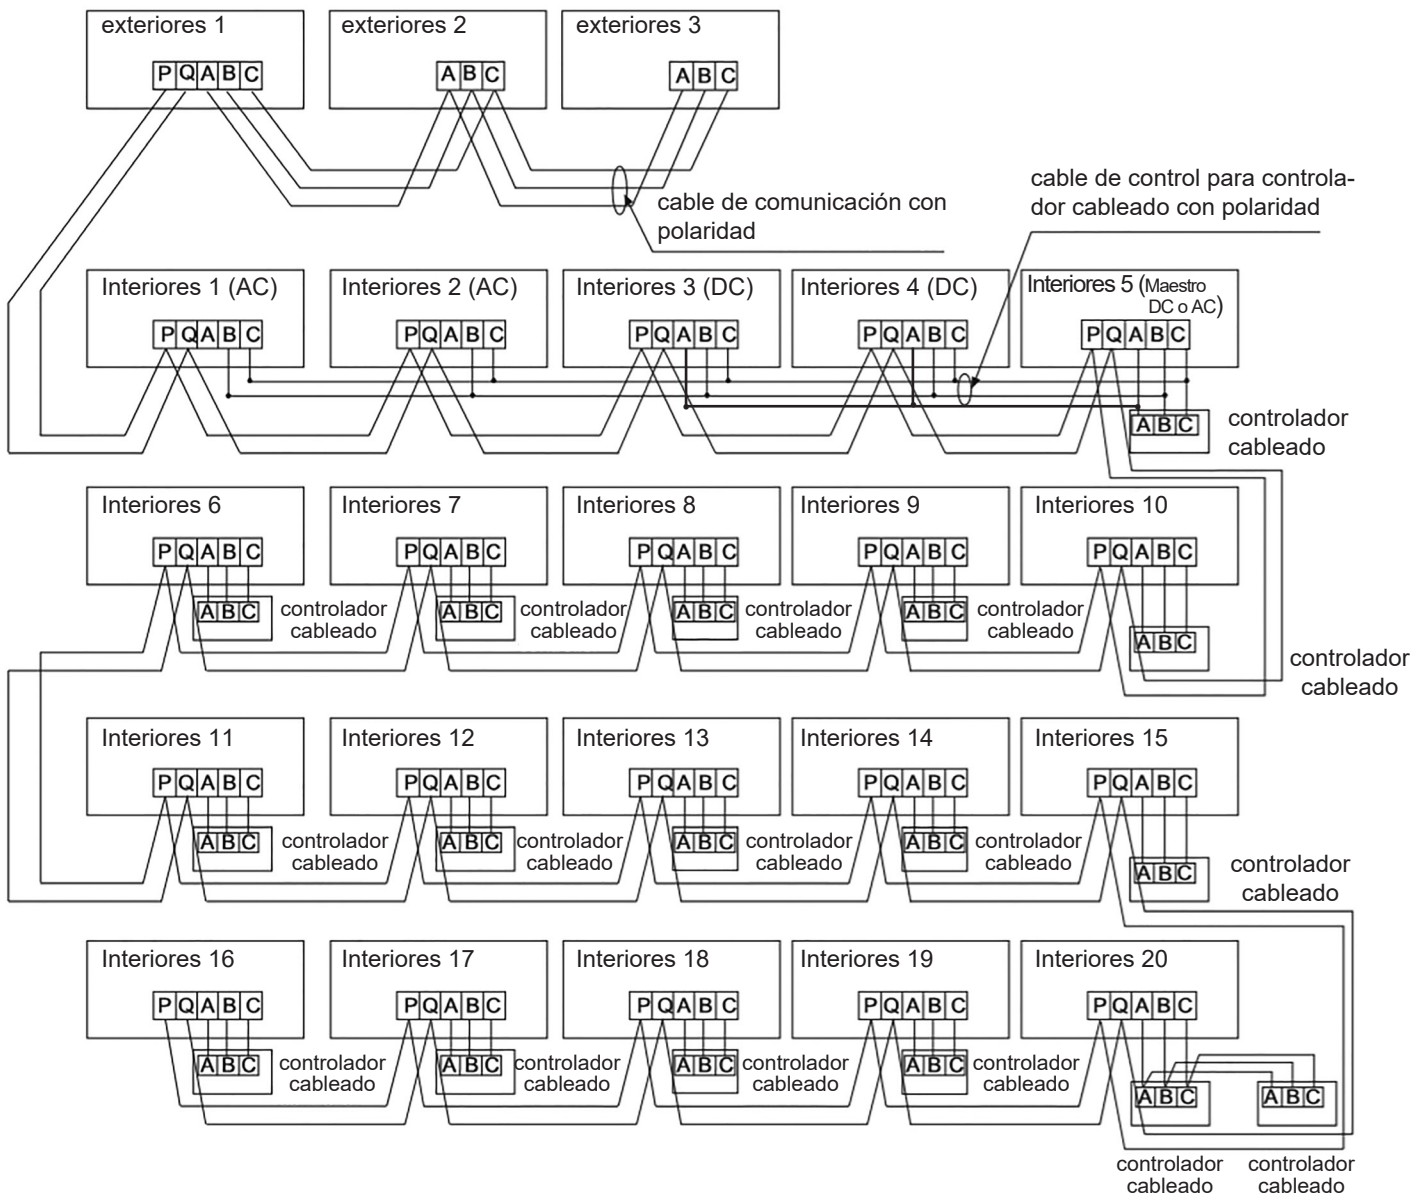 exteriores 1
exteriores 2
exteriores 3
P Q A B C
A B C
A B C
cable de comunicación con
polaridad
cable de control para controla-
dor cableado con polaridad
Interiores 1 (AC)
Interiores 2 (AC)
Interiores 3 (DC)
Interiores 4 (DC)
Interiores 5 (Maestro
DC o AC)
P Q A B C
P Q A B C
P Q A B C
P Q A B C
P Q A B C
A B C
controlador
cableado
Interiores 6
Interiores 7
Interiores 8
Interiores 9
Interiores 10
P Q A B C
P Q A B C
P Q A B C
P Q A B C
P Q A B C
A B C
controlador
cableado
A B C
controlador
cableado
A B C
controlador
cableado
A B C
controlador
cableado
A B C
controlador
cableado
Interiores 11
Interiores 12
Interiores 13
Interiores 14
Interiores 15
P Q A B C
P Q A B C
P Q A B C
P Q A B C
P Q A B C
A B C
controlador
cableado
A B C
controlador
cableado
A B C
controlador
cableado
A B C
controlador
cableado
A B C
controlador
cableado
Interiores 16
Interiores 17
Interiores 18
Interiores 19
Interiores 20
P Q A B C
P Q A B C
P Q A B C
P Q A B C
P Q A B C
A B C
controlador
cableado
A B C
controlador
cableado
A B C
controlador
cableado
A B C
controlador
cableado
A B C
A B C
controlador
cableado
controlador
cableado